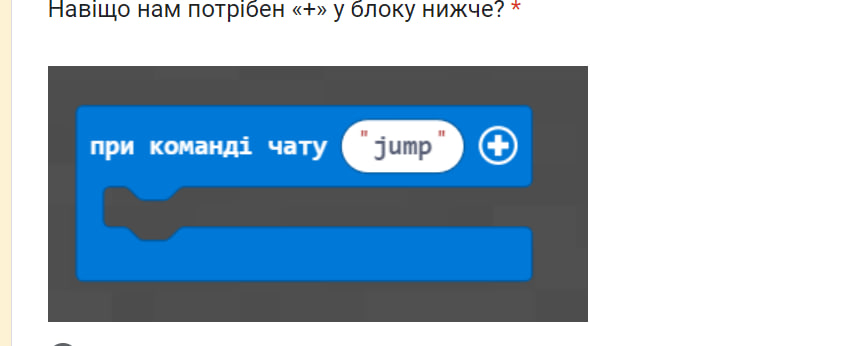 Навіщо нам потрібен «+» у блоку нижче? *
при команді чату "jump"